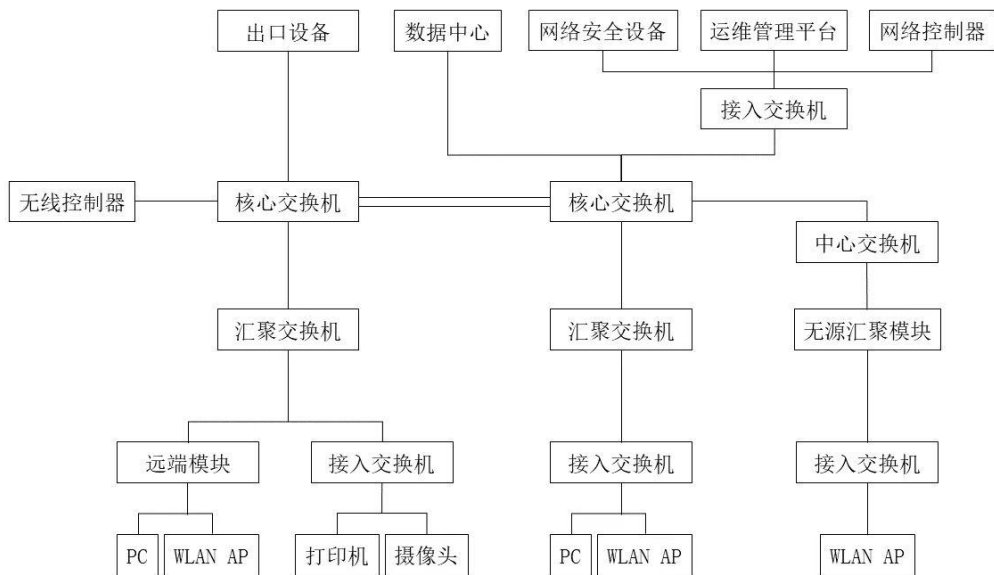 出口设备
数据中心
网络安全设备
运维管理平台
网络控制器
接入交换机
无线控制器
核心交换机
核心交换机
中心交换机
汇聚交换机
汇聚交换机
无源汇聚模块
远端模块
接入交换机
接入交换机
接入交换机
PC
WLAN AP
打印机
摄像头
PC
WLAN AP
WLAN AP